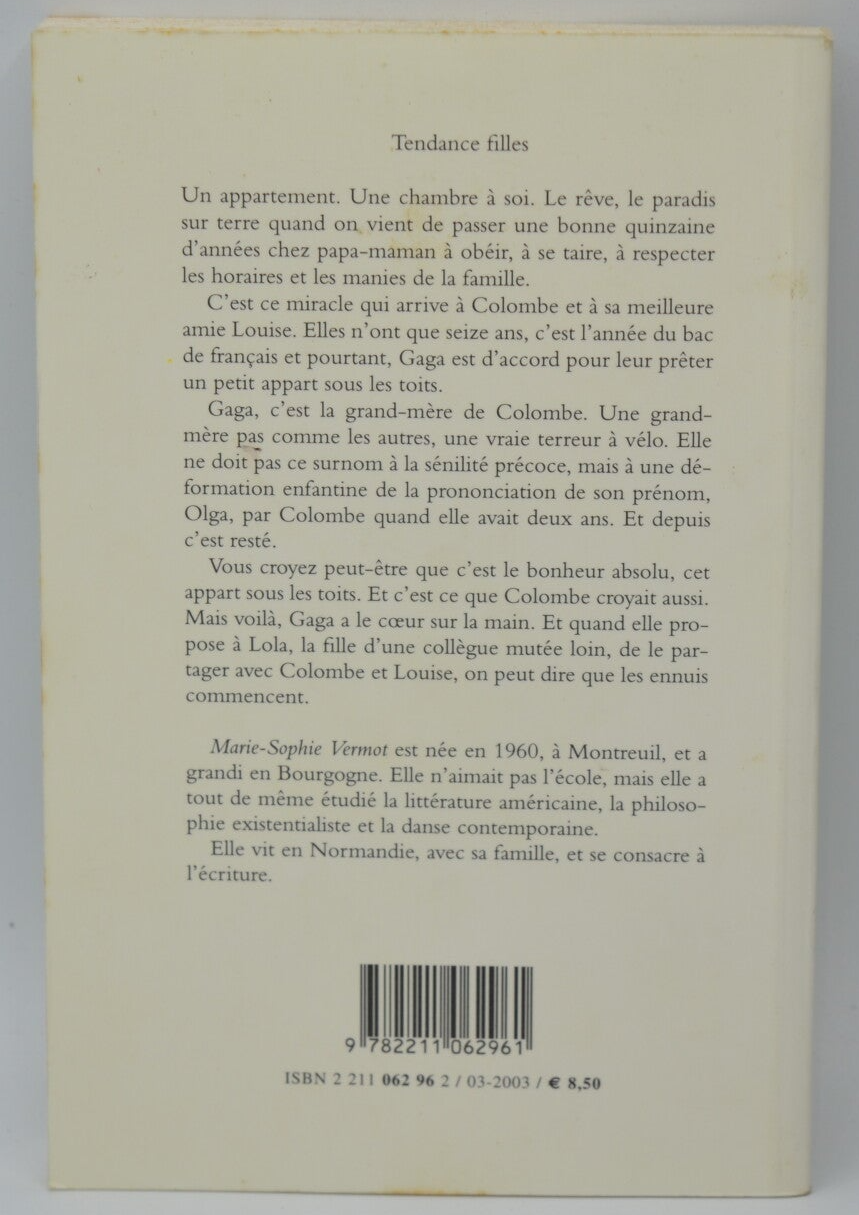 Tendance filles
Un appartement. Une chambre à soi. Le rêve, le paradis
sur terre quand on vient de passer une bonne quinzaine
d'années chez papa-maman à obéir, à se taire, à respecter
les horaires et les manies de la famille.
C'est ce miracle qui arrive à Colombe et à sa meilleure
amie Louise. Elles n'ont que seize ans, c'est l'année du bac
de français et pourtant, Gaga est d'accord pour leur prêter
un petit appart sous les toits.
Gaga, c'est la grand-mère de Colombe. Une grand-
mère pas comme les autres, une vraie terreur à vélo. Elle
ne doit pas ce surnom à la sénilité précoce, mais à une dé-
formation enfantine de la prononciation de son prénom,
Olga, par Colombe quand elle avait deux ans. Et depuis
c'est resté.
Vous croyez peut-être que c'est le bonheur absolu, cet
appart sous les toits. Et c'est ce que Colombe croyait aussi.
Mais voilà, Gaga a le cœur sur la main. Et quand elle pro-
pose à Lola, la fille d'une collègue mutée loin, de le par-
tager avec Colombe et Louise, on peut dire que les ennuis
commencent.
Marie-Sophie Vermot est née en 1960, à Montreuil, et a
grandi en Bourgogne. Elle n'aimait pas l'école, mais elle a
tout de même étudié la littérature américaine, la philoso-
phie existentialiste et la danse contemporaine.
Elle vit en Normandie, avec sa famille, et se consacre à
l'écriture.
9 782211 062961
ISBN 2 211 062 96 2 / 03-2003 / € 8,50